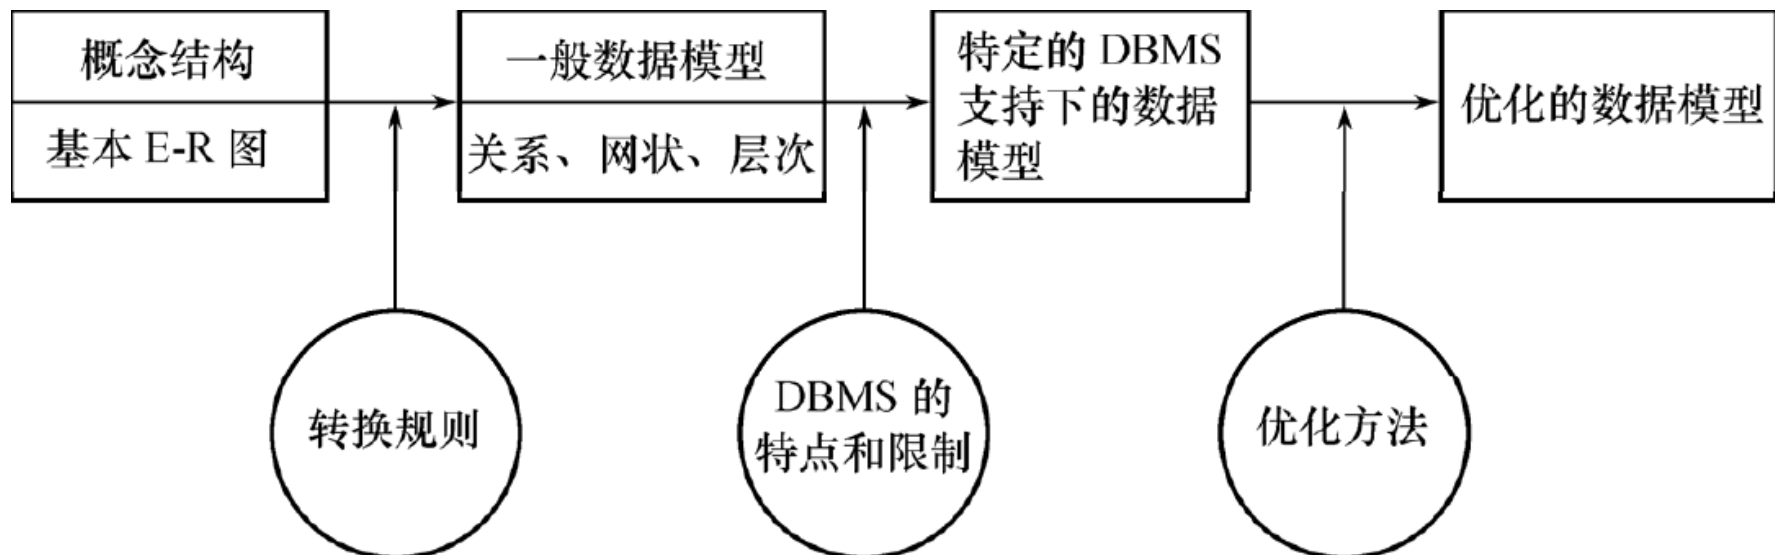 概念结构
基本 E-R 图
一般数据模型
关系、网状、层次
特定的 DBMS
支持下的数据
模型
优化的数据模型
转换规则
DBMS 的
特点和限制
优化方法